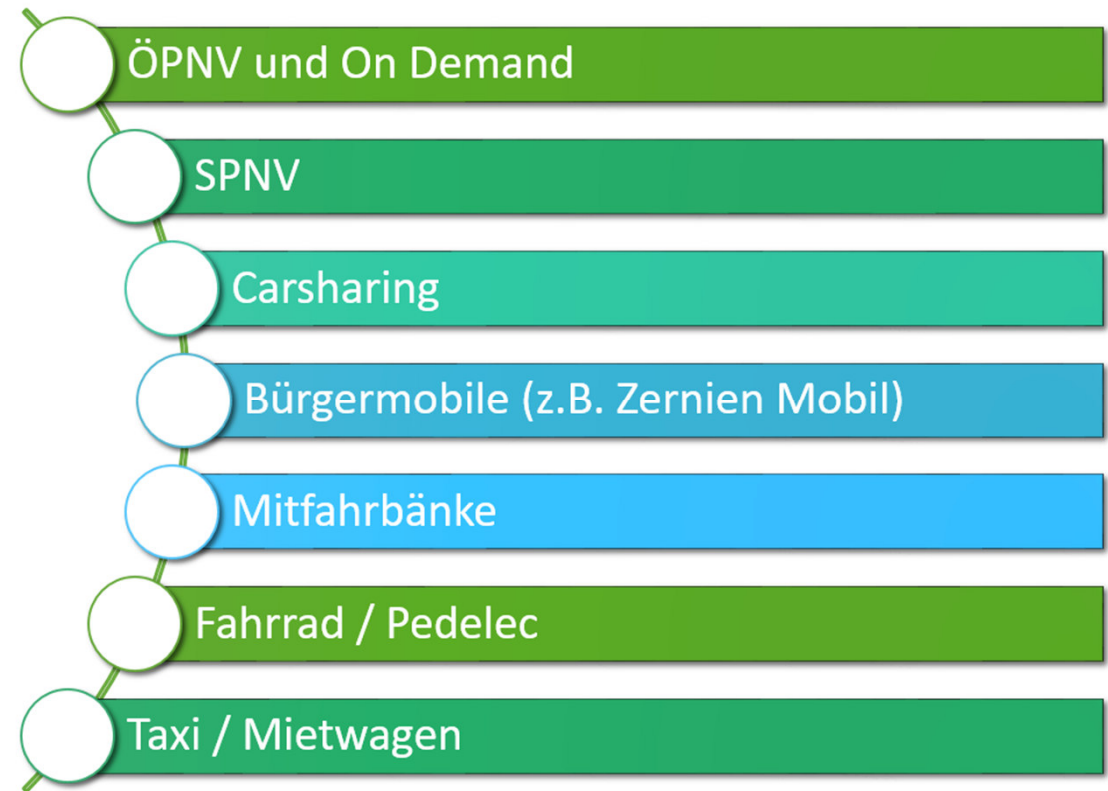 ÖPNV und On Demand
SPNV
Carsharing
Bürgermobile (z.B. Zernien Mobil)
Mitfahrbänke
Fahrrad / Pedelec
Taxi / Mietwagen